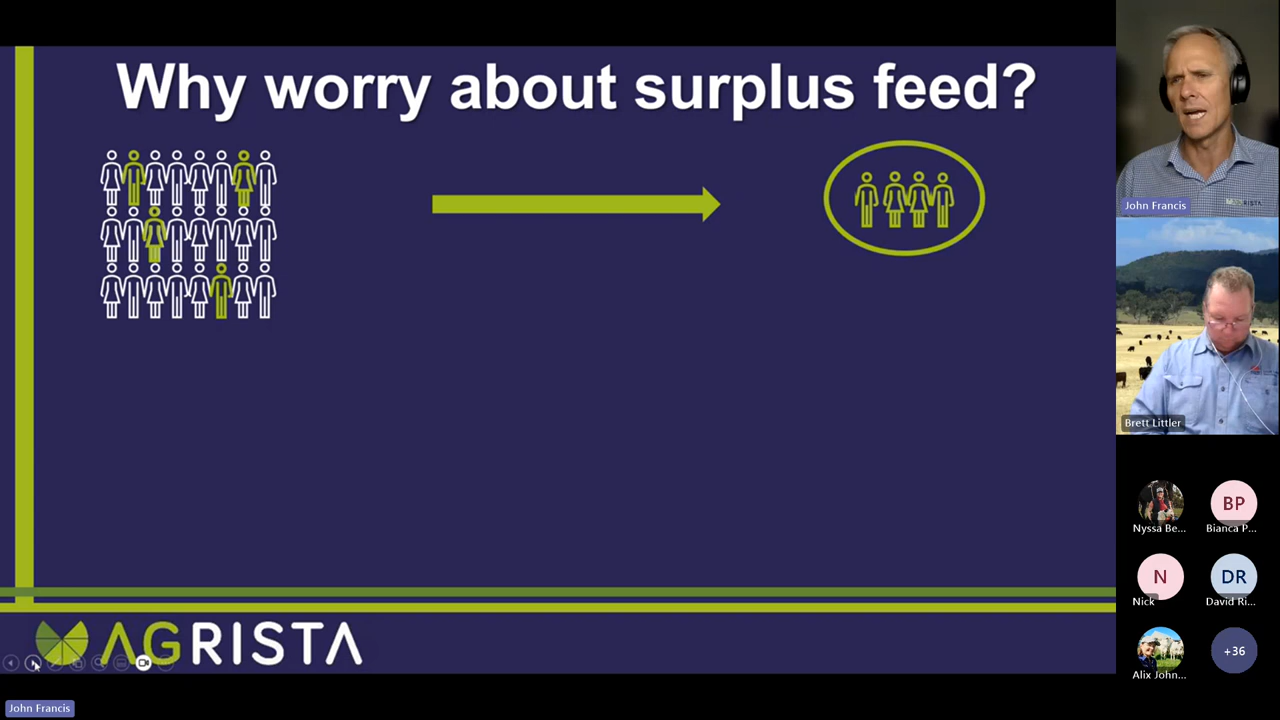 Why worry about surplus feed?
AGRISTA
John Francis
Brett Littler
Nyssa Be...
BP
Bianca P...
N
Nick
DR
David Ri...
Alix John...
+36
John Francis